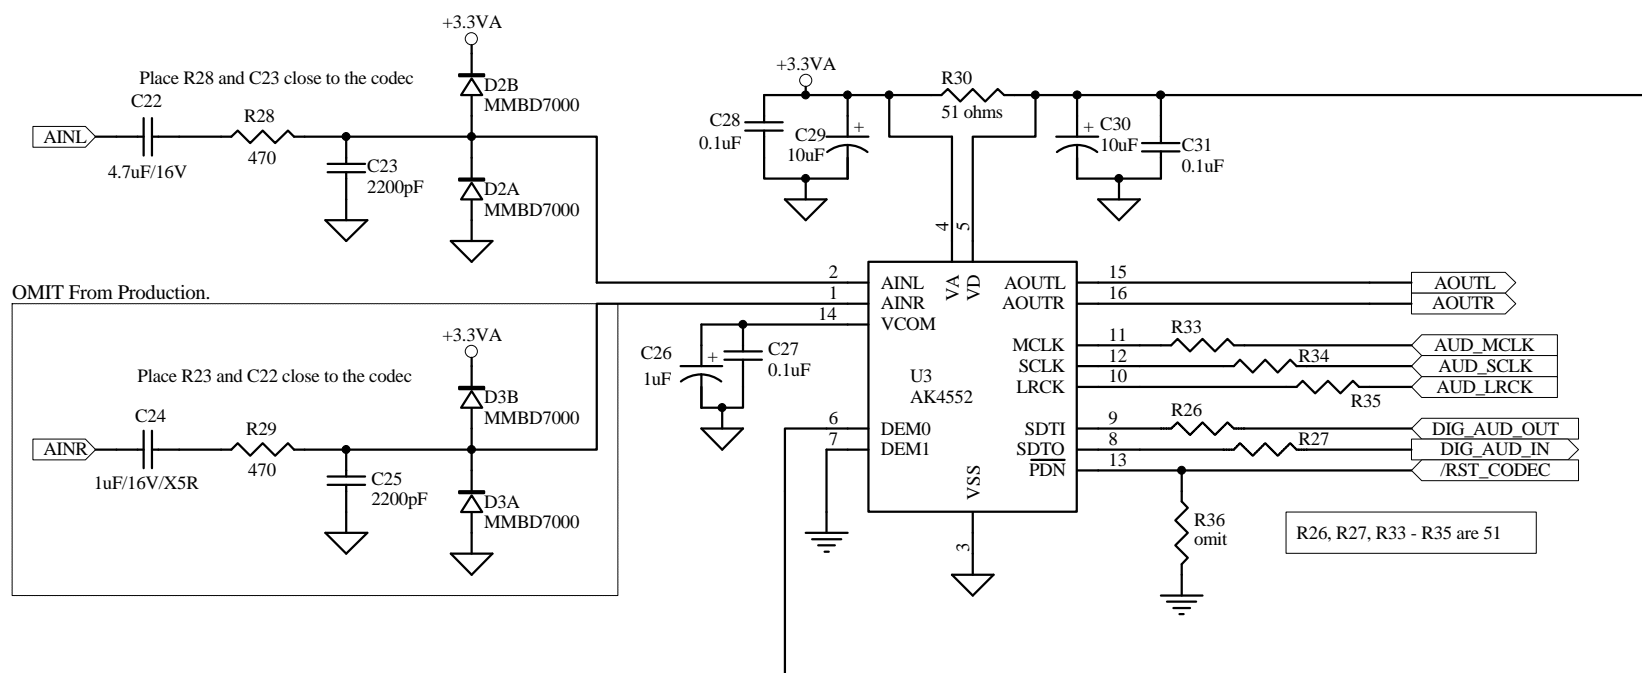 +3.3VA
Place R28 and C23 close to the codec
C22
AINL
4.7uF/16V
R28
470
C23
2200pF
D2B
MMBD7000
D2A
MMBD7000
+3.3VA
C28
0.1uF
C29
+
10uF
R30
51 ohms
+
C30
10uF
C31
0.1uF
OMIT From Production.
+3.3VA
Place R23 and C22 close to the codec
C24
AINR
1uF/16V/X5R
R29
470
C25
2200pF
D3B
MMBD7000
D3A
MMBD7000
C26
+
1uF
C27
0.1uF
4
5
2
1
14
6
7
AINL
AINR
VCOM
DEM0
DEM1
VA
VD
U3
AK4552
VSS
3
AOUTL
AOUTR
MCLK
SCLK
LRCK
SDTI
SDTO
PDN
15
16
11
12
10
9
8
13
R33
R34
R35
R26
R27
AOUTL
AOUTR
AUD_MCLK
AUD_SCLK
AUD_LRCK
DIG_AUD_OUT
DIG_AUD_IN
/RST_CODEC
R36
omit
R26, R27, R33 - R35 are 51